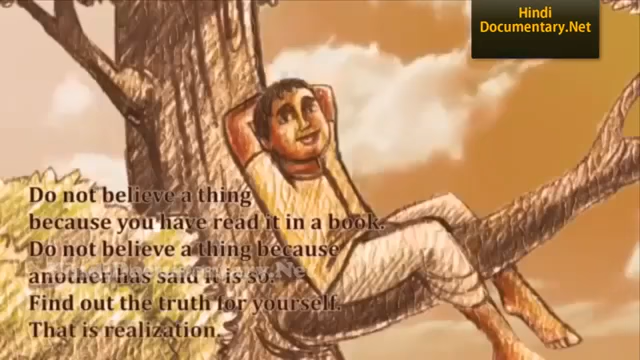 Hindi
Documentary.Net
Do not believe a thing
because you have read it in a book.
Do not believe a thing because
another has said it is so.
Find out the truth for yourself.
That is realization.